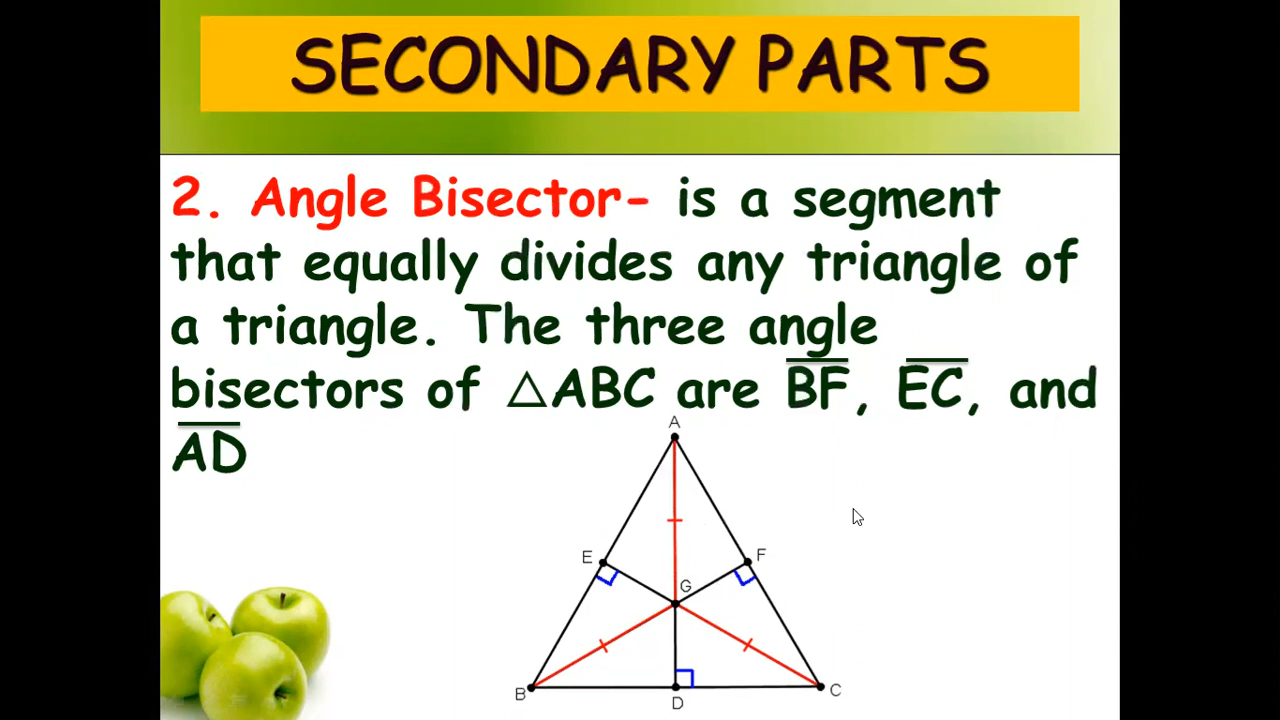 SECONDARY PARTS
2. Angle Bisector- is a segment
that equally divides any triangle of
a triangle. The three angle
bisectors of △ABC are BF, EC, and
AD
A
E
F
G
B
D
C